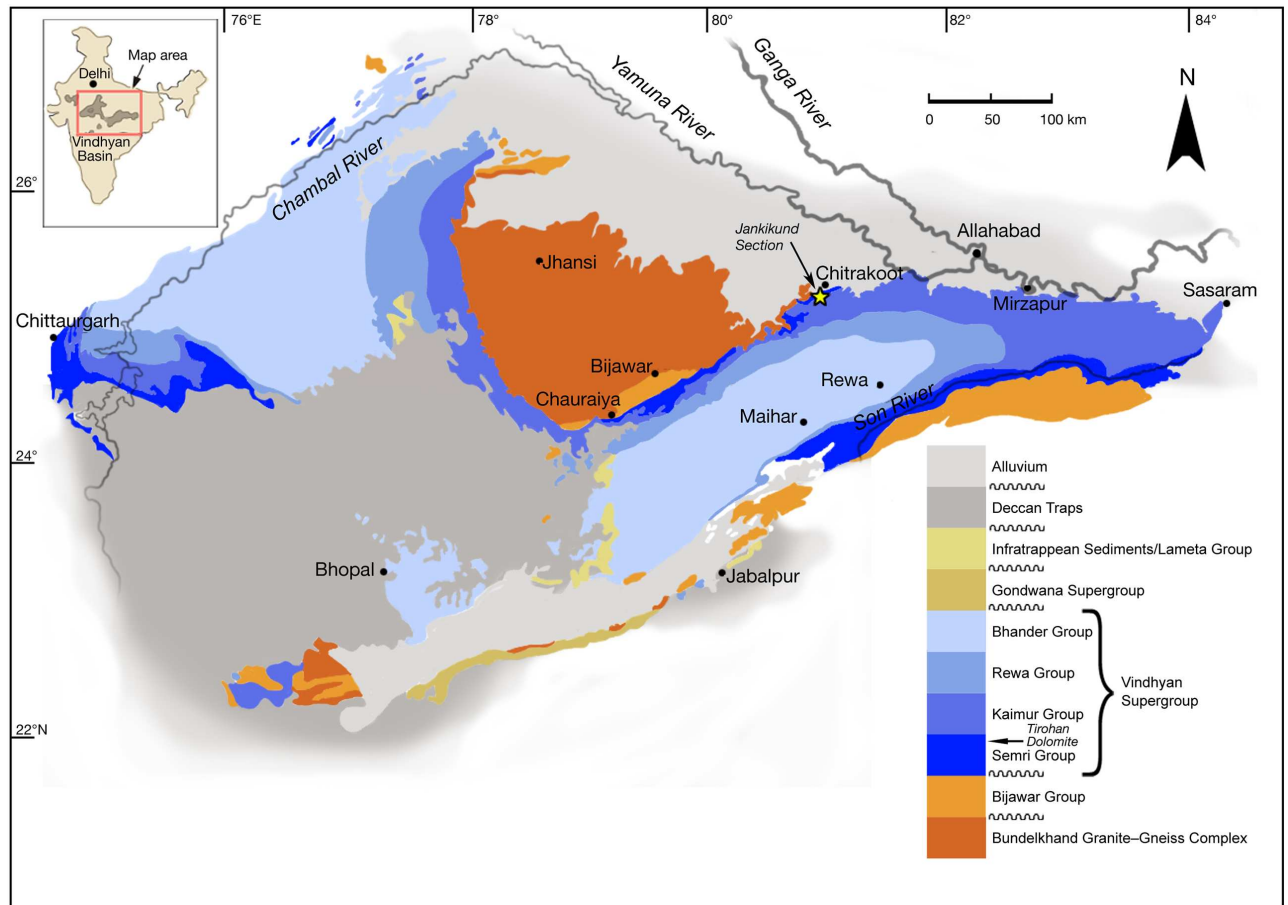 76°E
78°
80°
82°
84°
Map area
Delhi
Vindhyan
Basin
Yamuna River
Ganga River
N
0
50
100 km
Chambal River
26°
Jankikund
Section
Allahabad
Jhansi
Chitrakoot
Mirzapur
Sasaram
Chittaurgarh
Bijawar
Rewa
Chauraiya
Maihar
Son River
24°
Alluvium
Deccan Traps
Infratrappean Sediments/Lameta Group
Bhopal
Jabalpur
Gondwana Supergroup
Bhander Group
Rewa Group
Vindhyan
Supergroup
Kaimur Group
Tirohan
Dolomite
22°N
Semri Group
Bijawar Group
Bundelkhand Granite–Gneiss Complex